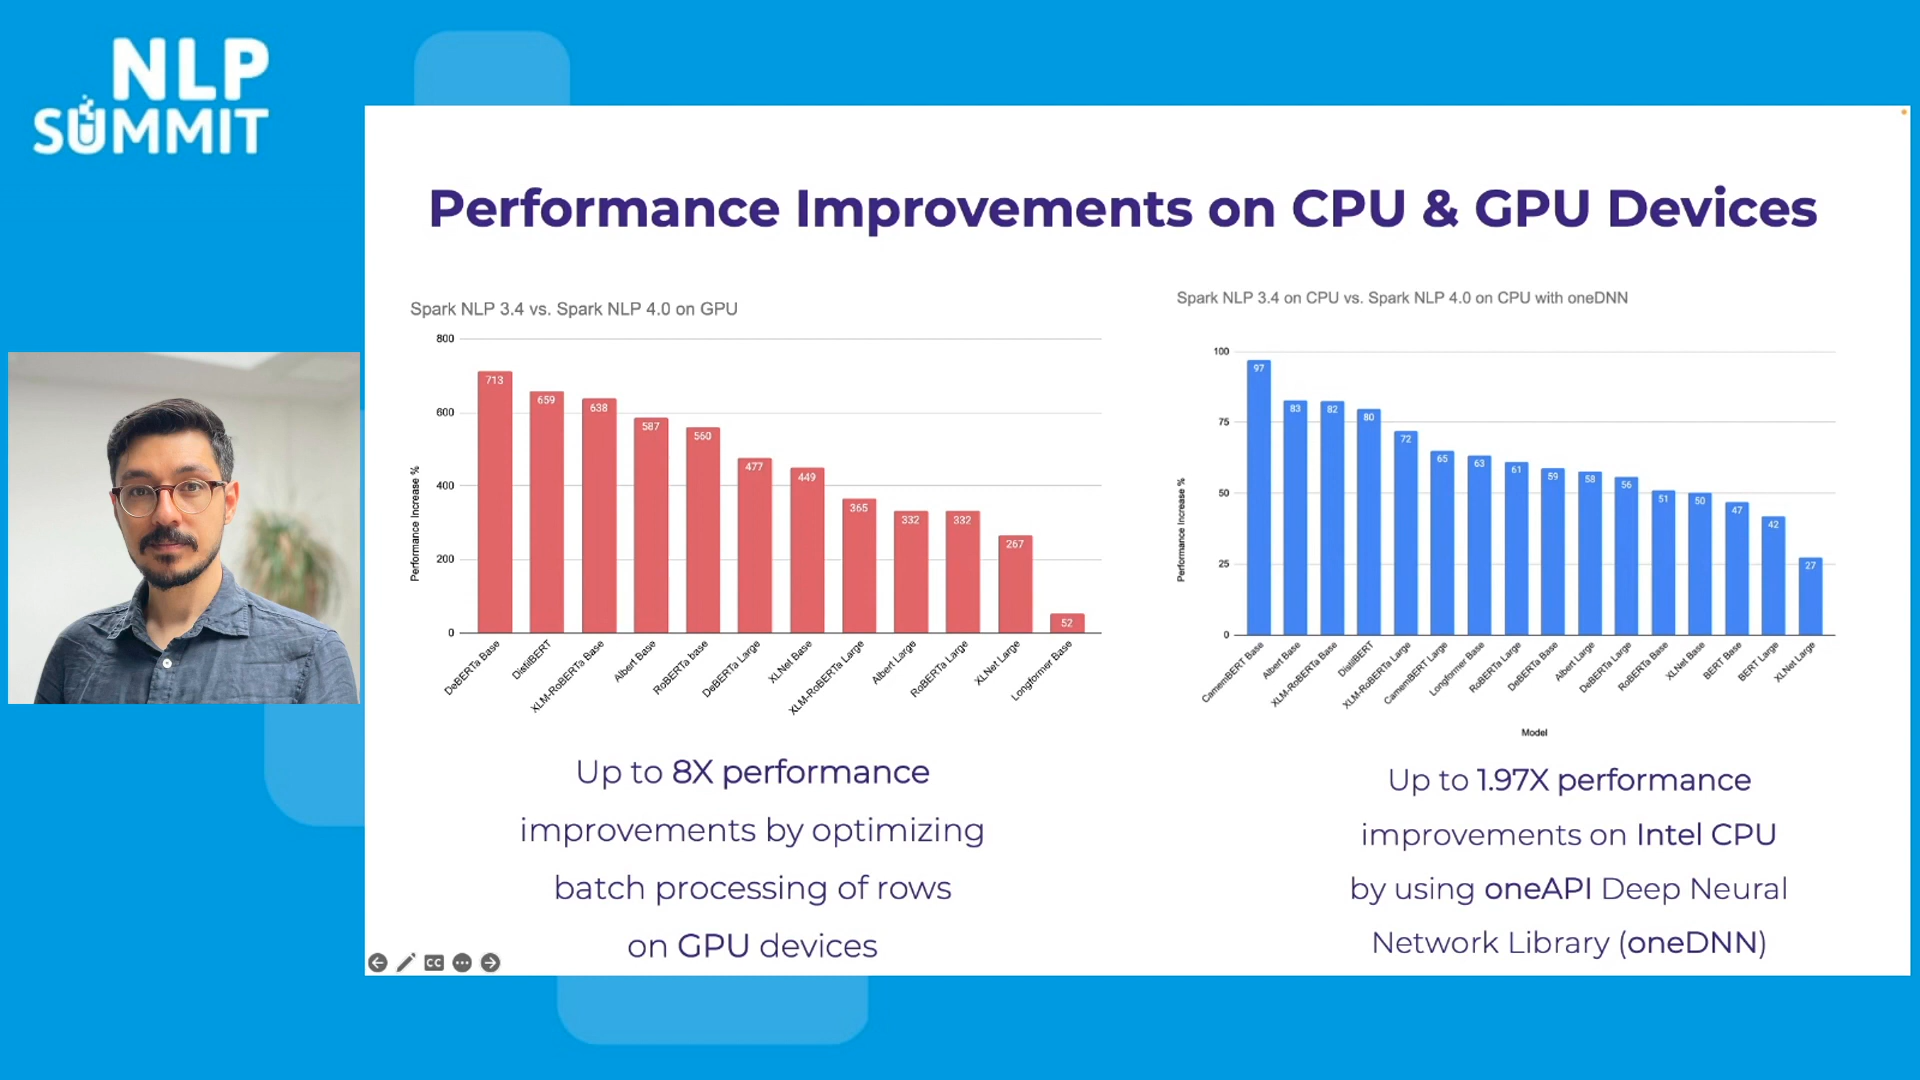 NLP
SUMMIT
Performance Improvements on CPU & GPU Devices
Spark NLP 3.4 vs. Spark NLP 4.0 on GPU
Performance Increase %
800
600
400
200
0
713
659
638
587
560
477
449
365
332
332
267
52
DeBERTa Base
DistilBERT
XLM-RoBERTa Base
Albert Base
RoBERTa base
DeBERTa Large
XLNet Base
XLM-RoBERTa Large
Albert Large
RoBERTa Large
XLNet Large
Longformer Base
Up to 8X performance
improvements by optimizing
batch processing of rows
on GPU devices
Spark NLP 3.4 on CPU vs. Spark NLP 4.0 on CPU with oneDNN
Performance Increase %
100
75
50
25
0
97
83
82
80
72
65
63
61
59
58
56
51
50
47
42
27
CamemBERT Base
Albert Base
XLM-RoBERTa Base
DistilBERT
XLM-RoBERTa Large
CamemBERT Large
Longformer Base
RoBERTa Large
DeBERTa Base
Albert Large
DeBERTa Large
RoBERTa Base
XLNet Base
BERT Base
BERT Large
XLNet Large
Model
Up to 1.97X performance
improvements on Intel CPU
by using oneAPI Deep Neural
Network Library (oneDNN)
CC